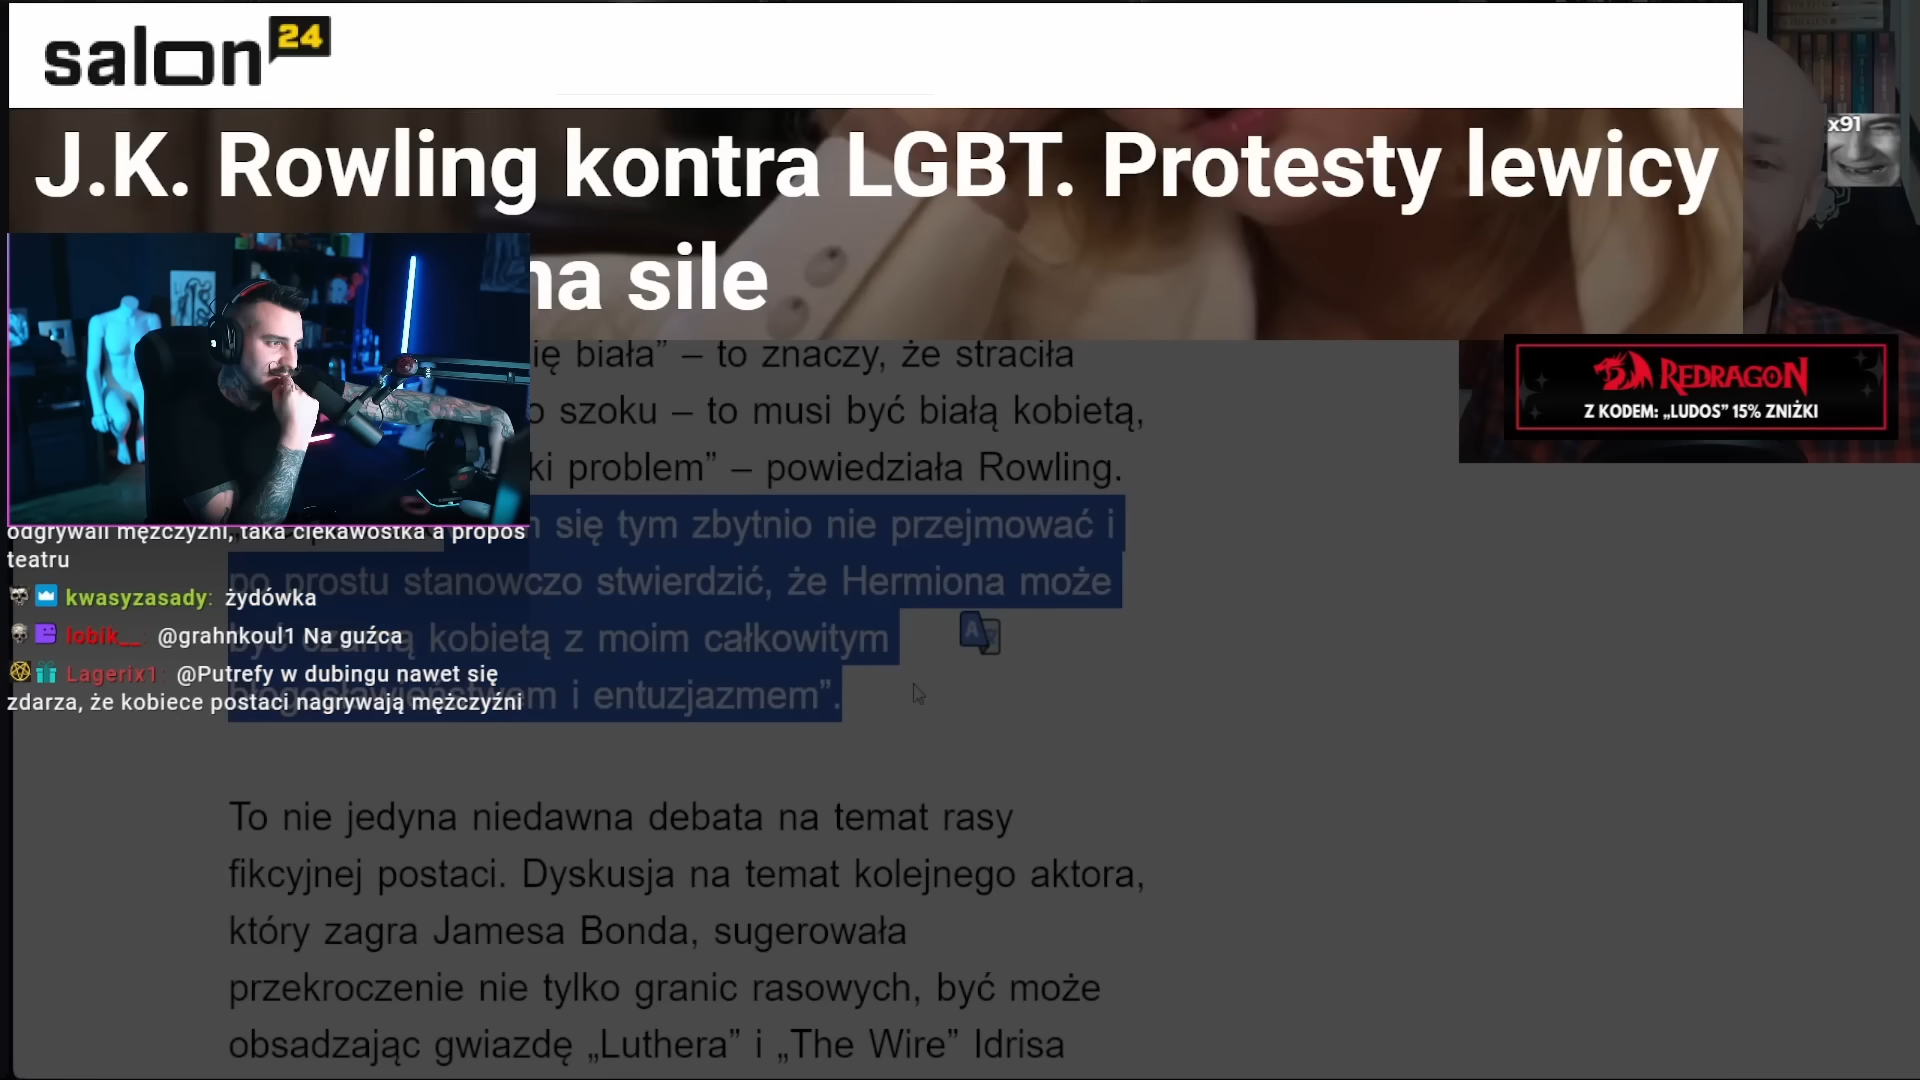 salon 24
J.K. Rowling kontra LGBT. Protesty lewicy
na sile
x91
REDRAGON
Z KODEM: „LUDOS” 15% ZNIŻKI
się biała” – to znaczy, że straciła
szoku – to musi być białą kobietą,
problem” – powiedziała Rowling.
się tym zbytnio nie przejmować i
po prostu stanowczo stwierdzić, że Hermiona może
być czarną kobietą z moim całkowitym
błogosławieństwem i entuzjazmem”.
odgrywali mężczyźni, taka ciekawostka a propos
teatru
kwasyzasady: żydówka
lobik__: @grahnkoul1 Na guźca
Lagerix1: @Putrefy w dubingu nawet się
zdarza, że kobiece postaci nagrywają mężczyźni
To nie jedyna niedawna debata na temat rasy
fikcyjnej postaci. Dyskusja na temat kolejnego aktora,
który zagra Jamesa Bonda, sugerowała
przekroczenie nie tylko granic rasowych, być może
obsadzając gwiazdę „Luthera” i „The Wire” Idrisa